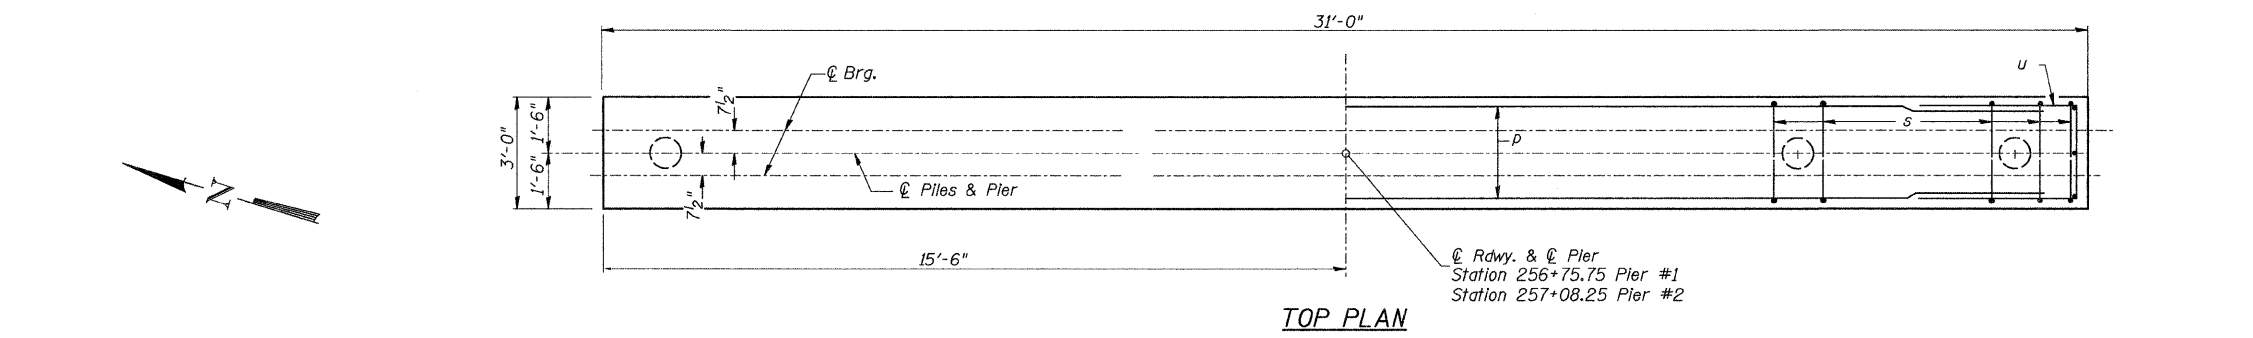 31'-0"
℄ Brg.
u
7½"
1'-6"
3'-0"
1'-6"
s
p
N
℄ Piles & Pier
7½"
15'-6"
℄ Rdwy. & ℄ Pier
Station 256+75.75 Pier #1
Station 257+08.25 Pier #2
TOP PLAN